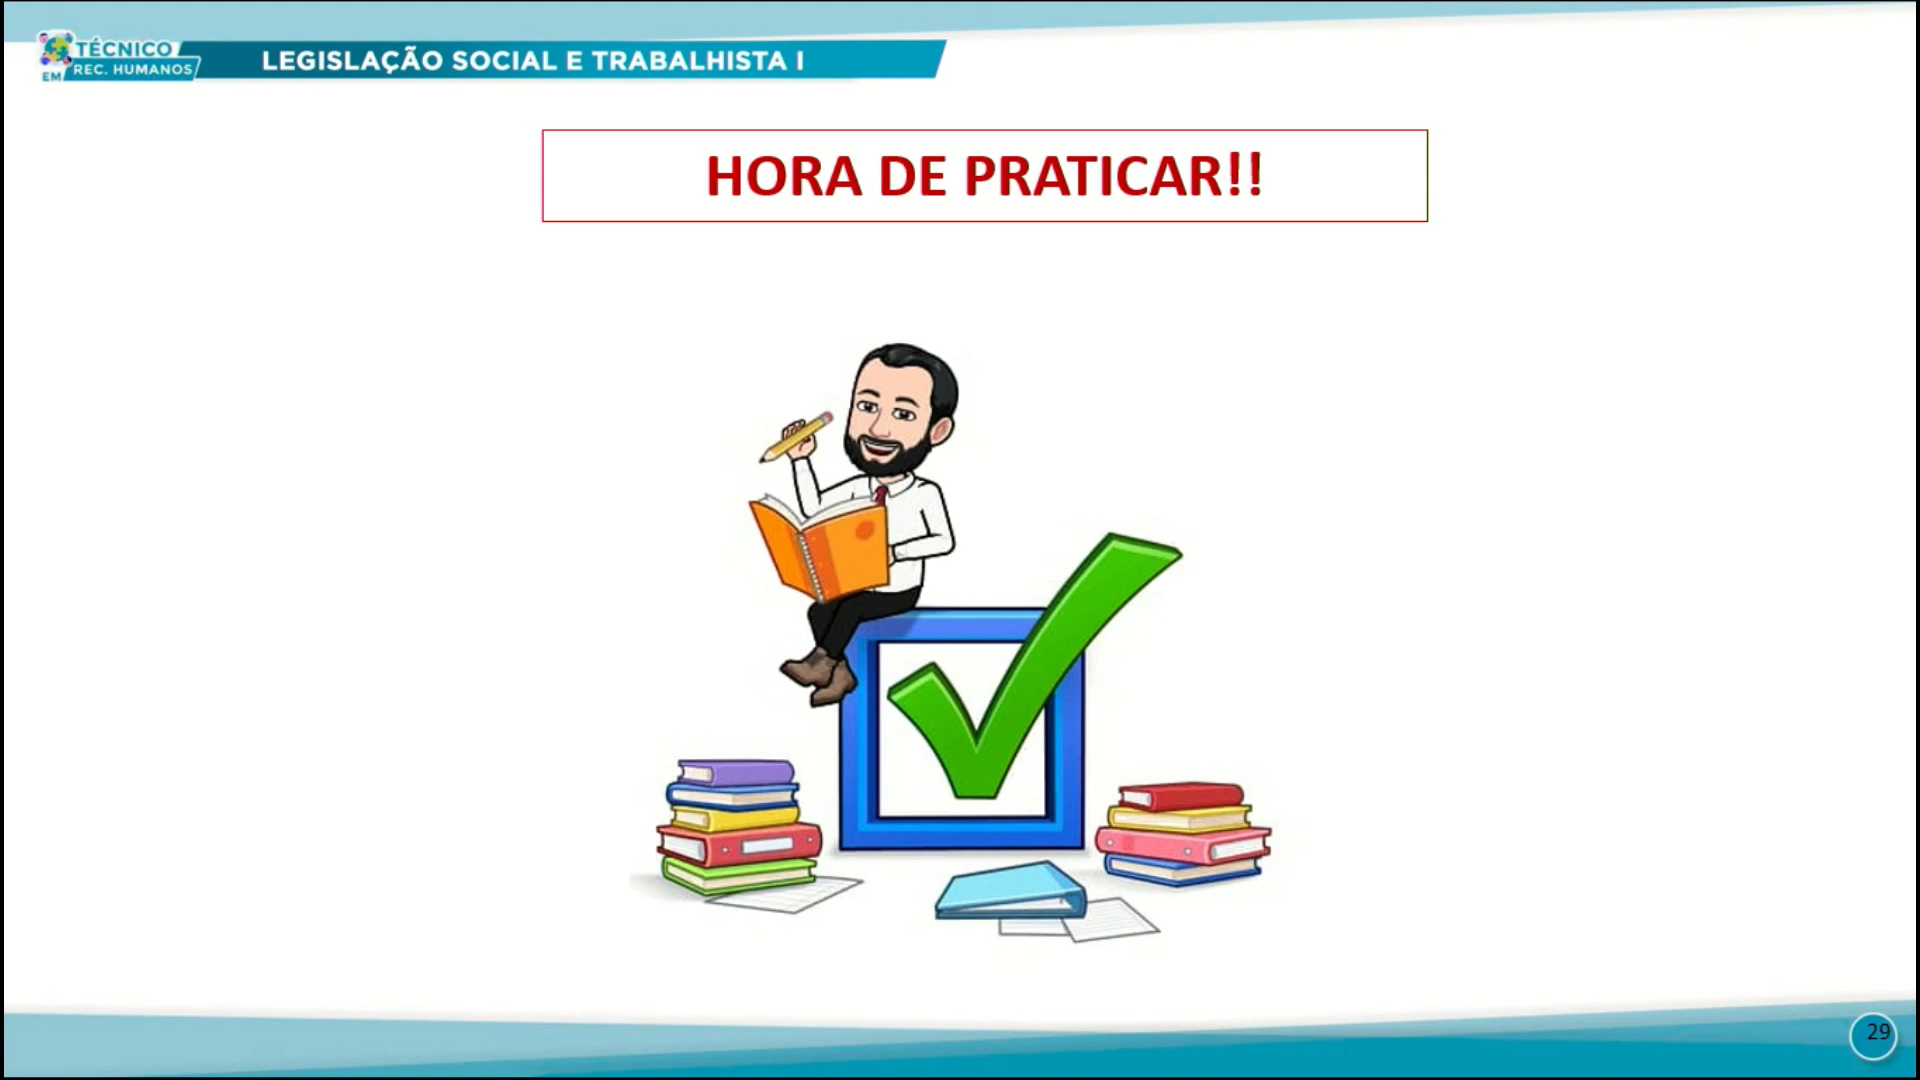 TÉCNICO
EM REC. HUMANOS
LEGISLAÇÃO SOCIAL E TRABALHISTA I
HORA DE PRATICAR!!
29